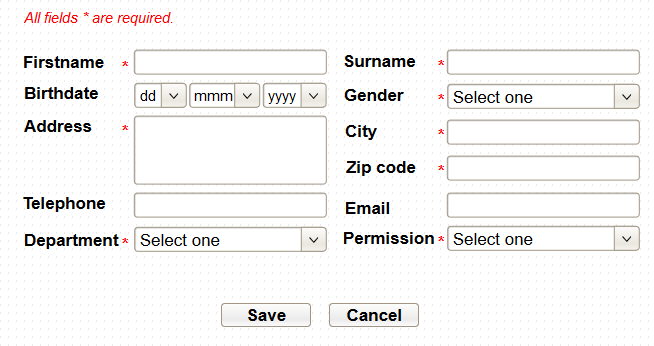 All fields * are required.
Firstname * Surname *
Birthdate dd mmm yyyy Gender * Select one
Address * City *
Zip code *
Telephone Email
Department * Select one Permission * Select one
Save Cancel